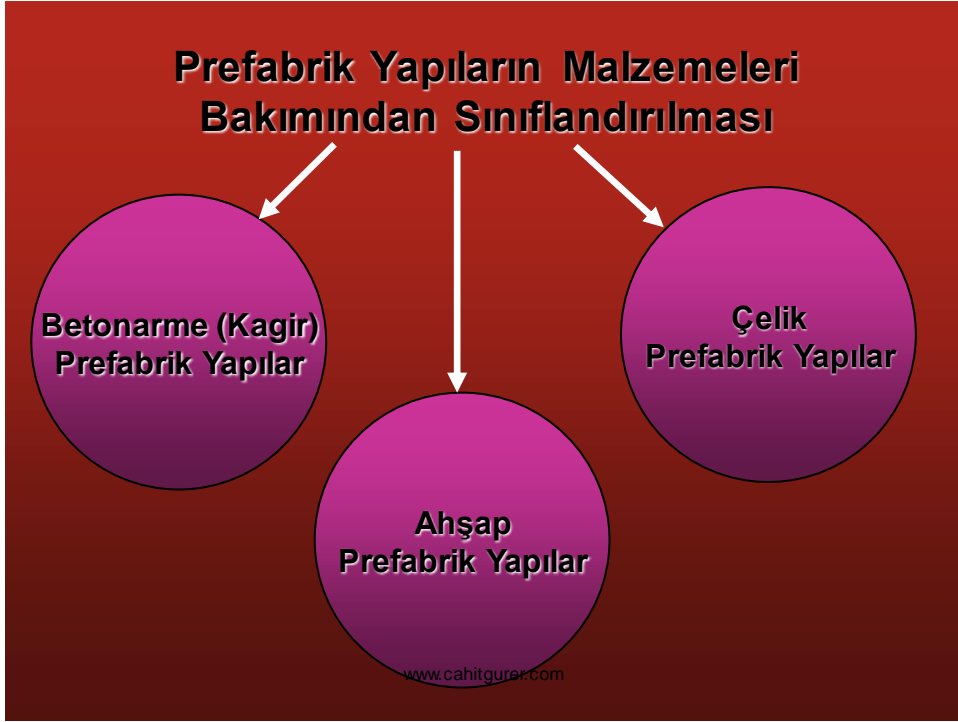 Prefabrik Yapıların Malzemeleri
Bakımından Sınıflandırılması
Betonarme (Kagir)
Prefabrik Yapılar
Çelik
Prefabrik Yapılar
Ahşap
Prefabrik Yapılar
www.cahitgurer.com